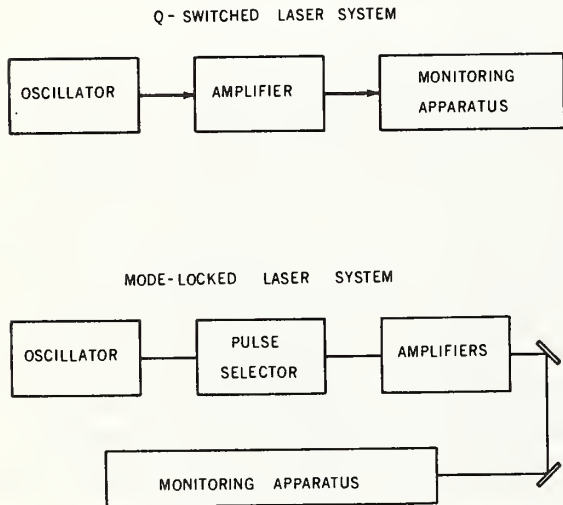 Q- SWITCHED LASER SYSTEM
OSCILLATOR
AMPLIFIER
MONITORING
APPARATUS
MODE-LOCKED LASER SYSTEM
OSCILLATOR
PULSE
SELECTOR
AMPLIFIERS
MONITORING APPARATUS